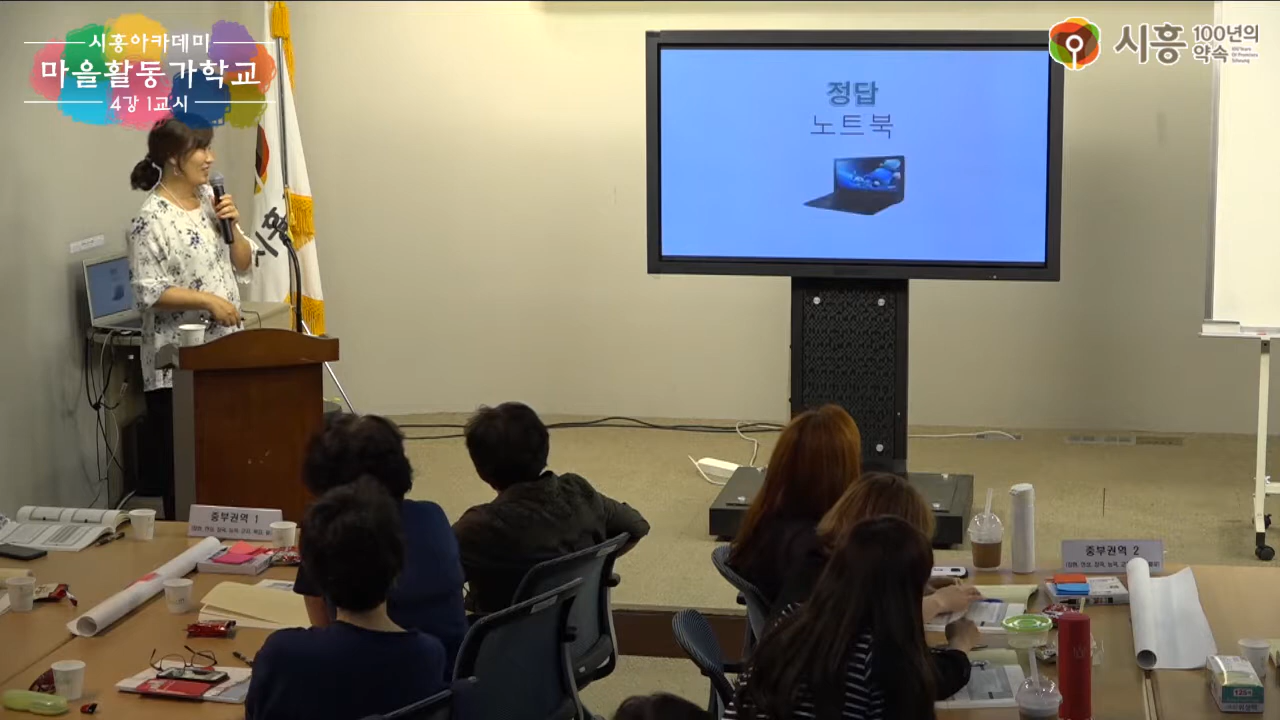 시흥아카데미
마을활동가학교
4강 1교시
시흥
100년의
약속
정답
노트북
시흥
중부권역 1
중부권역 2